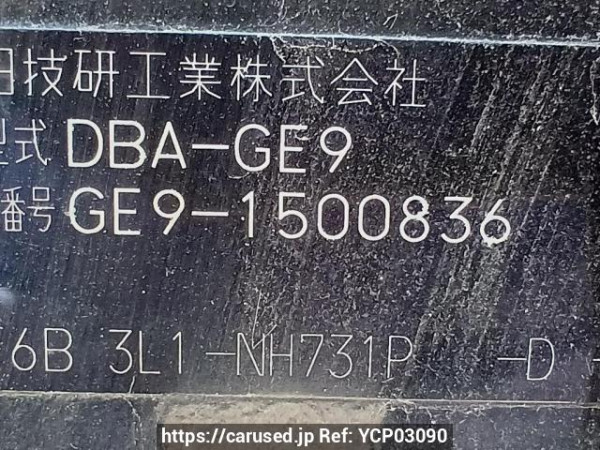 田技研工業株式会社
型式 DBA-GE9
番号 GE9-1500836
6B 3L1-NH731P -D -
https://carused.jp Ref: YCP03090